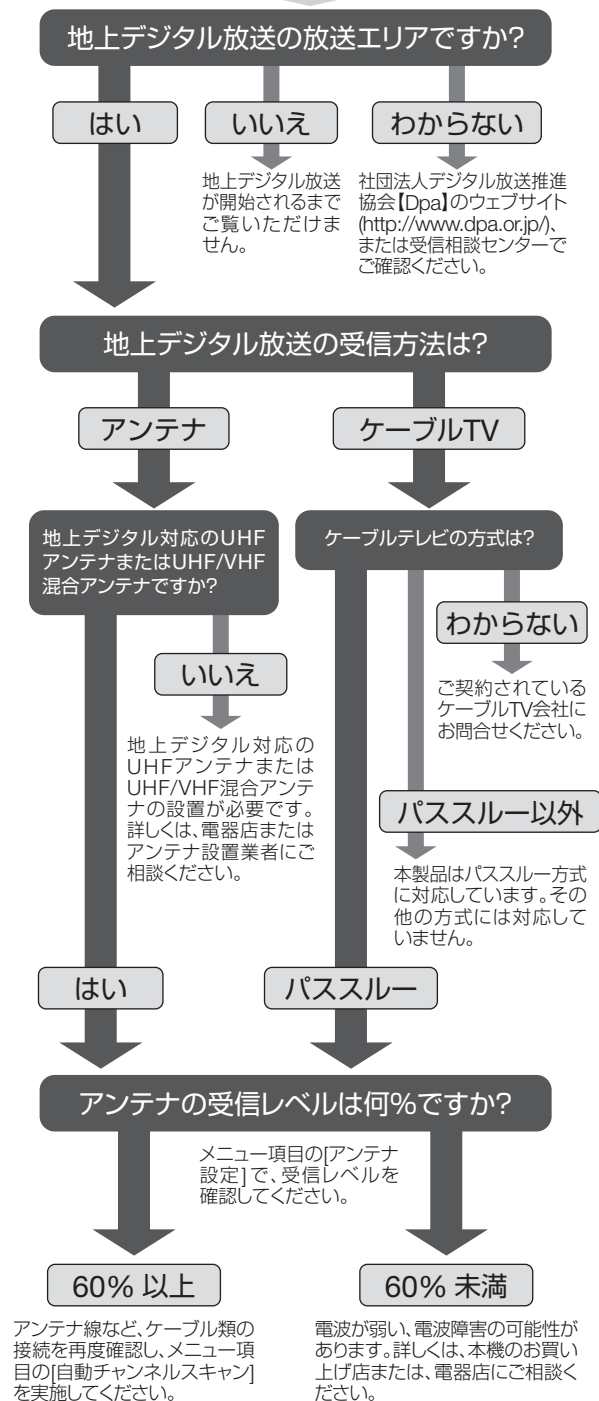 地上デジタル放送の放送エリアですか?
はい
いいえ
わからない
地上デジタル放送
が開始されるまで
ご覧いただけま
せん。
社団法人デジタル放送推進
協会【Dpa】のウェブサイト
(http://www.dpa.or.jp/)、
または受信相談センターで
ご確認ください。
地上デジタル放送の受信方法は?
アンテナ
ケーブルTV
地上デジタル対応のUHF
アンテナまたはUHF/VHF
混合アンテナですか?
ケーブルテレビの方式は?
わからない
いいえ
ご契約されている
ケーブルTV会社に
お問合せください。
地上デジタル対応の
UHFアンテナまたは
UHF/VHF混合アンテ
ナの設置が必要です。
詳しくは、電器店または
アンテナ設置業者にご
相談ください。
パススルー以外
本製品はパススルー方式
に対応しています。その
他の方式には対応して
いません。
はい
パススルー
アンテナの受信レベルは何%ですか?
メニュー項目の[アンテナ
設定]で、受信レベルを
確認してください。
60% 以上
60% 未満
アンテナ線など、ケーブル類の
接続を再度確認し、メニュー項
目の[自動チャンネルスキャン]
を実施してください。
電波が弱い、電波障害の可能性が
あります。詳しくは、本機のお買い
上げ店または、電器店にご相談く
ださい。